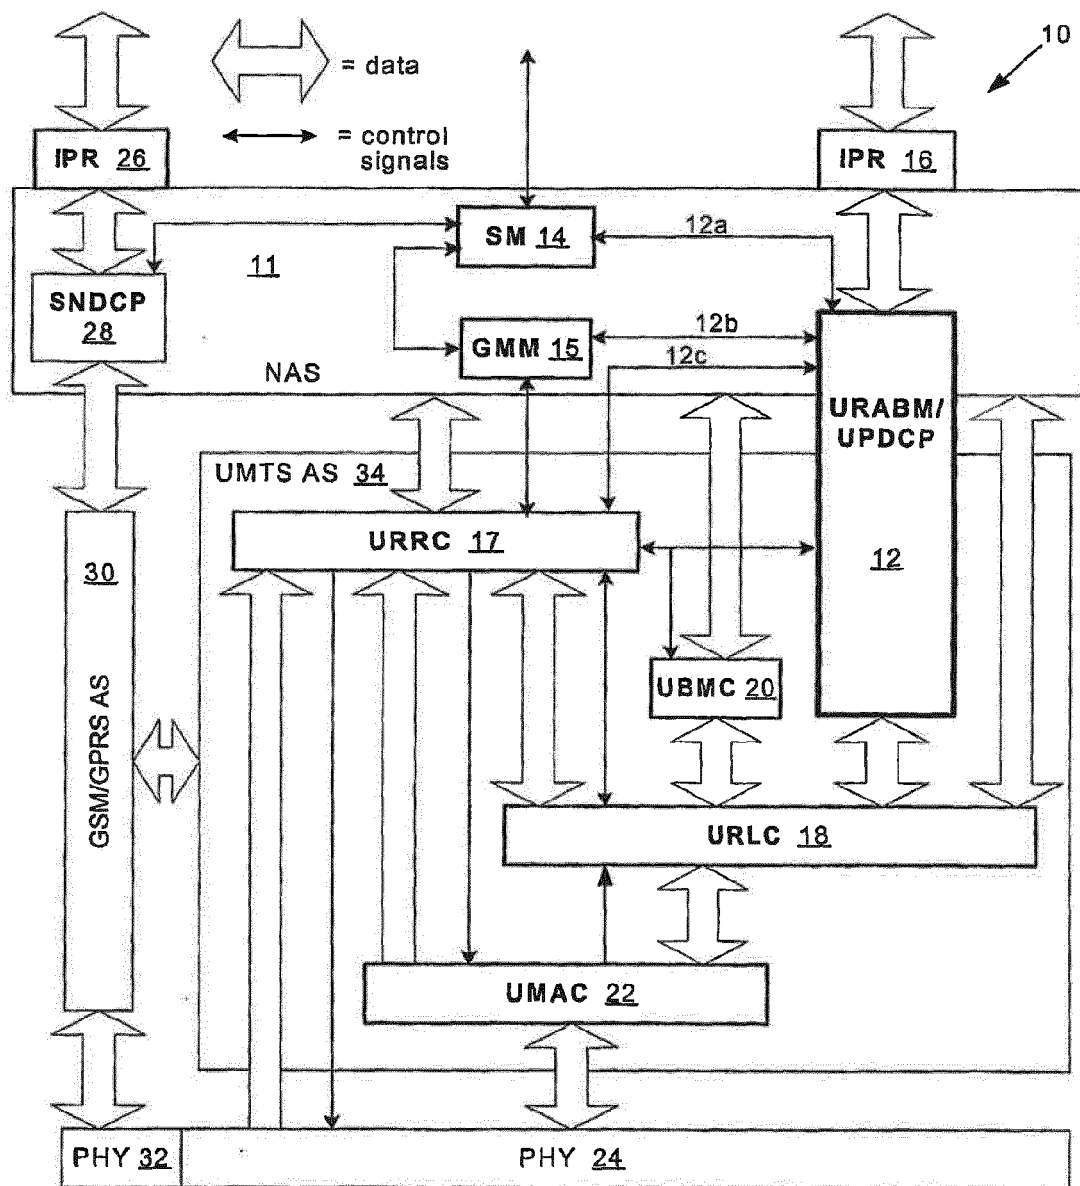 10
= data
= control
signals
IPR 26
IPR 16
SM 14
12a
11
SNDCP
28
12b
GMM 15
12c
NAS
URABM/
UPDCP
UMTS AS 34
URRC 17
12
30
UBMC 20
GSM/GPRS AS
URLC 18
UMAC 22
PHY 32
PHY 24